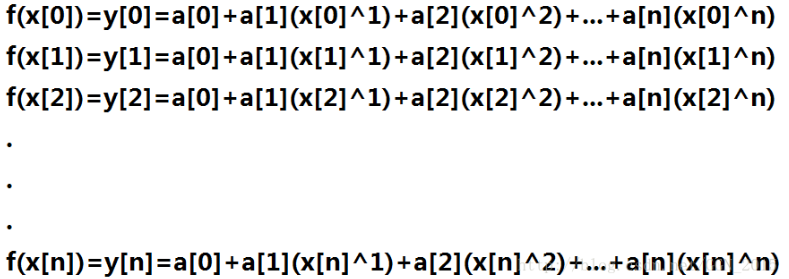 f(x[0])=y[0]=a[0]+a[1](x[0]^1)+a[2](x[0]^2)+...+a[n](x[0]^n)
f(x[1])=y[1]=a[0]+a[1](x[1]^1)+a[2](x[1]^2)+...+a[n](x[1]^n)
f(x[2])=y[2]=a[0]+a[1](x[2]^1)+a[2](x[2]^2)+...+a[n](x[2]^n)
.
.
.
f(x[n])=y[n]=a[0]+a[1](x[n]^1)+a[2](x[n]^2)+...+a[n](x[n]^n)